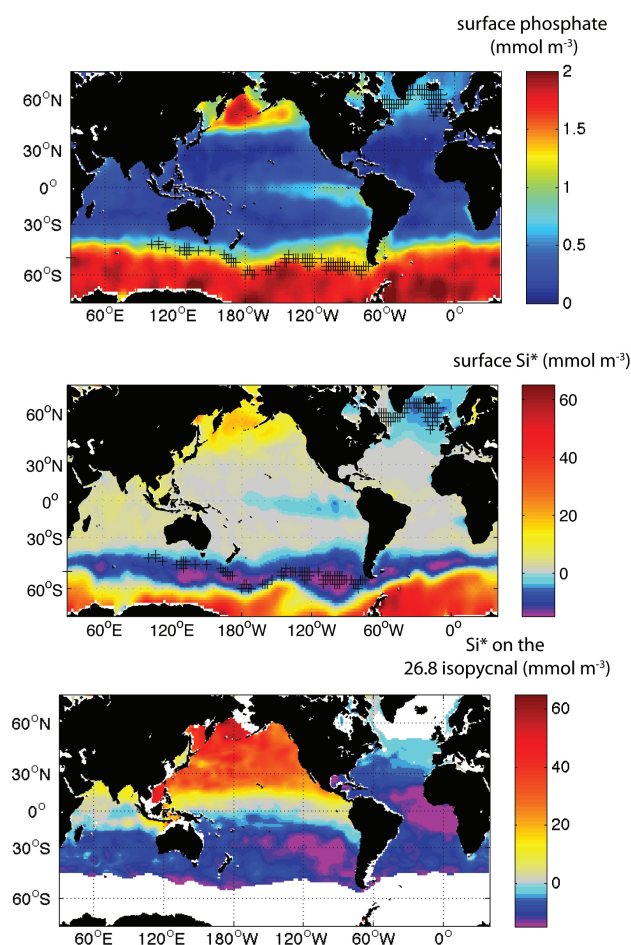 surface phosphate
(mmol m-3)
2
60°N
1.5
30°N
1
0°
30°S
0.5
60°S
0
60°E 120°E 180°W 120°W 60°W 0°
surface Si* (mmol m-3)
60
60°N
40
30°N
0°
20
30°S
0
60°S
60°E 120°E 180°W 120°W 60°W 0°
Si* on the
26.8 isopycnal (mmol m-3)
60
60°N
40
30°N
0°
20
30°S
0
60°S
60°E 120°E 180°W 120°W 60°W 0°